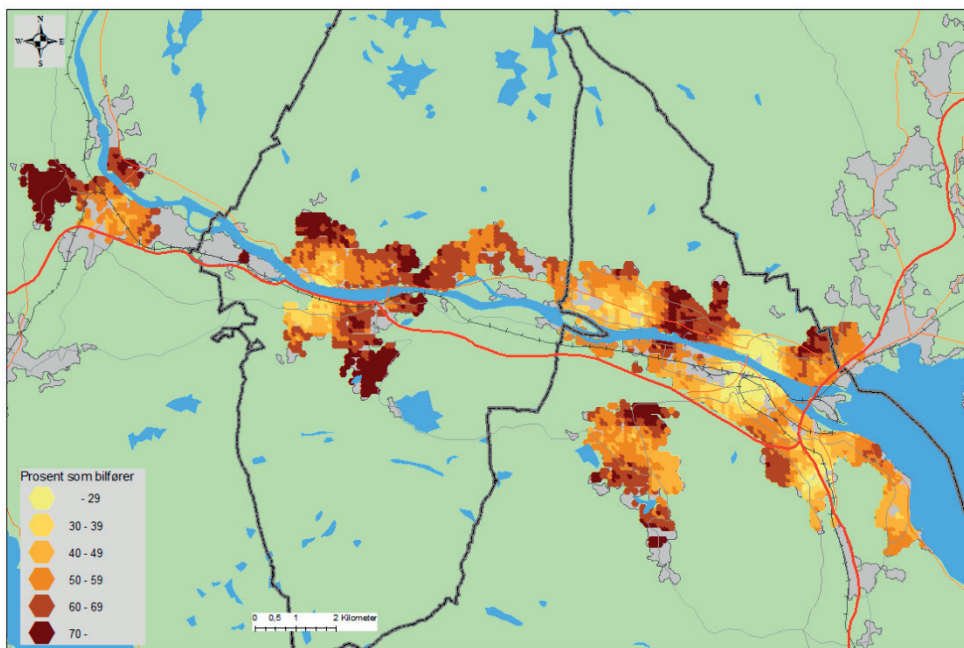 N
W E
S
Prosent som bilfører
- 29
30 - 39
40 - 49
50 - 59
60 - 69
70 -
0 0,5 1 2 Kilometer